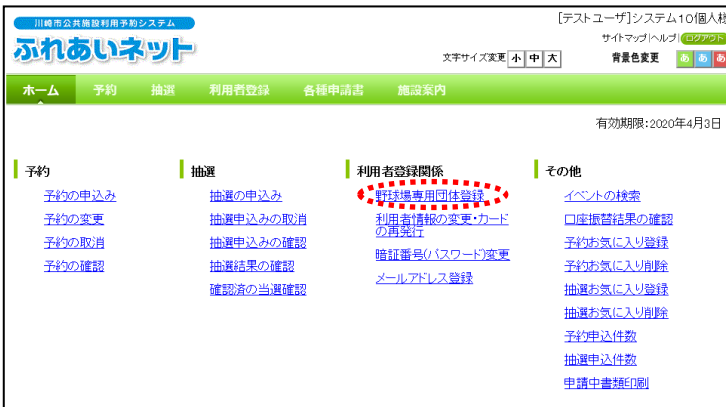 川崎市公共施設利用予約システム
ふれあいネット
[テストユーザ]システム10個人様
サイトマップ|ヘルプ|ログアウト
文字サイズ変更 小 中 大
背景色変更 あ あ あ
ホーム 予約 抽選 利用者登録 各種申請書 施設案内
有効期限:2020年4月3日
予約
予約の申込み
予約の変更
予約の取消
予約の確認
抽選
抽選の申込み
抽選申込みの取消
抽選申込みの確認
抽選結果の確認
確認済の当選確認
利用者登録関係
野球場専用団体登録
利用者情報の変更・カード
の再発行
暗証番号(パスワード)変更
メールアドレス登録
その他
イベントの検索
口座振替結果の確認
予約お気に入り登録
予約お気に入り削除
抽選お気に入り登録
抽選お気に入り削除
予約申込件数
抽選申込件数
申請中書類印刷